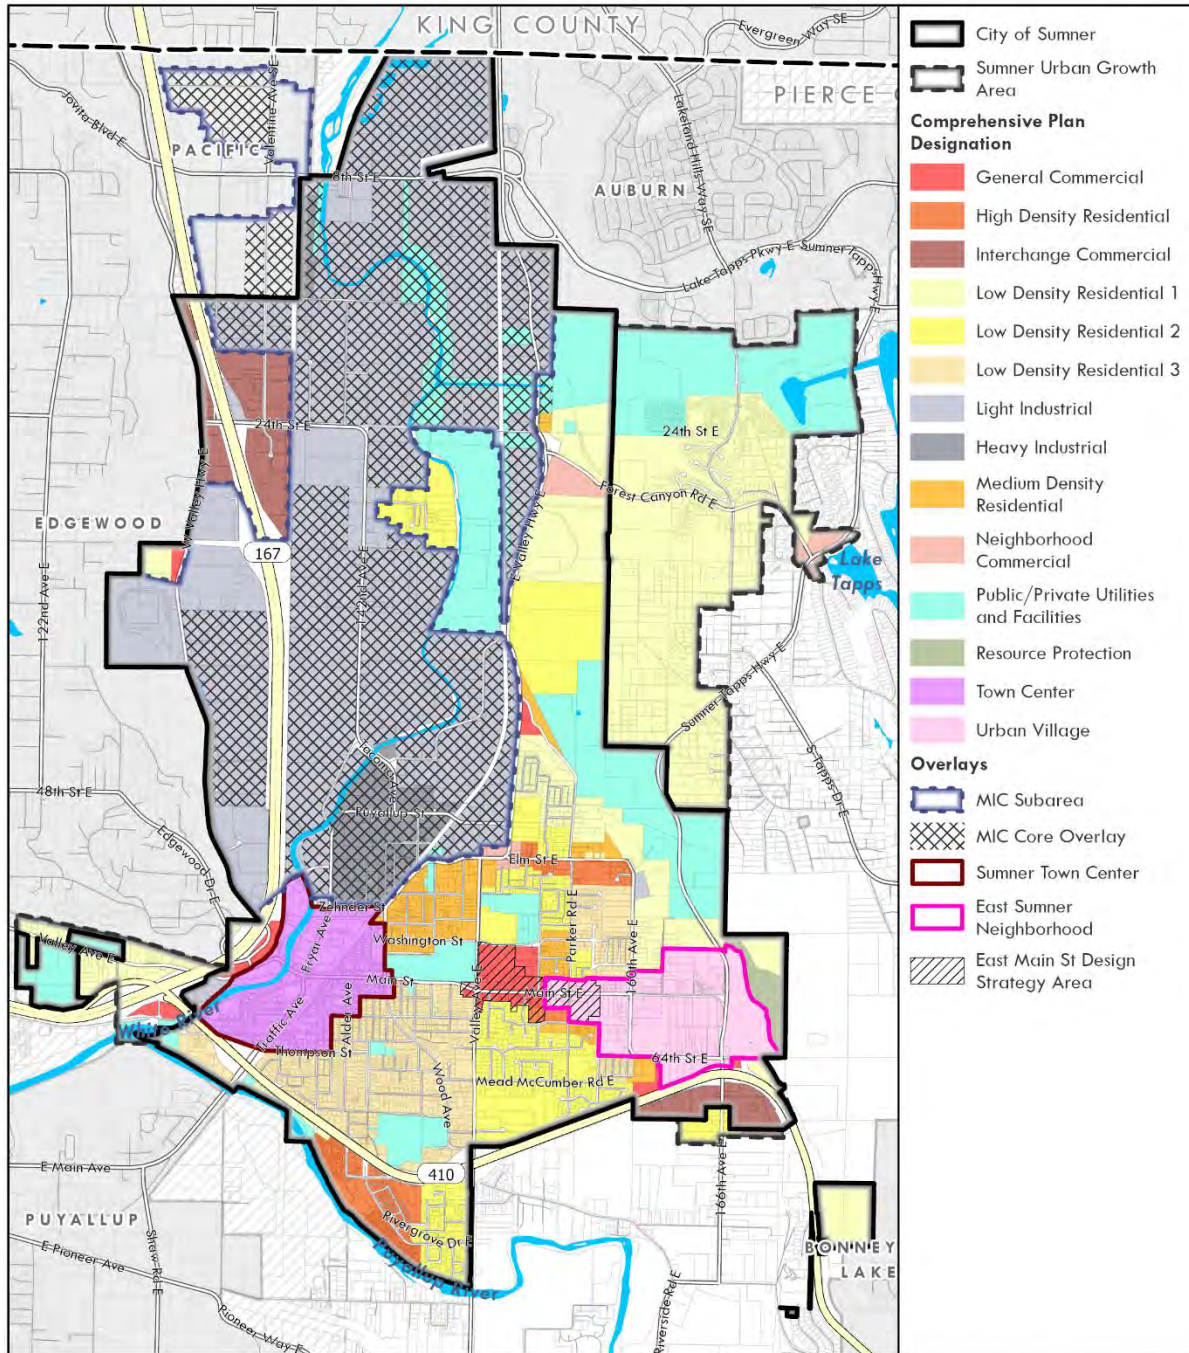 KING COUNTY
Evergreen Way SE
PIERCE C
Jovita Blvd E
Valentine Ave SE
PACIFIC
Lakeland Hills Way SE
8th St E
AUBURN
Lake Tapps Pkwy E
Sumner Tapps Hwy E
24th St E
24th St E
W Valley Hwy E
E Valley Hwy E
Forest Canyon Rd E
EDGEWOOD
167
Lake
Tapps
122nd Ave E
142nd Ave E
Sumner-Tapps Hwy E
S Tapps Dr E
Tacoma Ave
48th St E
Puyallup St
Edgewood Dr E
Elm St E
Parker Rd E
Zehnder St
160th Ave E
Valley Ave E
Fryar Ave
Washington St
Main St
Main St E
Valley Ave E
White River
Traffic Ave
Alder Ave
Thompson St
64th St E
Wood Ave
Mead McCumber Rd E
E Main Ave
410
166th Ave E
PUYALLUP
Shaw Rd E
Rivergrove Dr E
E Pioneer Ave
Puyallup River
BONNEY
LAKE
Pioneer Way E
Riverside Rd E
City of Sumner
Sumner Urban Growth
Area
Comprehensive Plan
Designation
General Commercial
High Density Residential
Interchange Commercial
Low Density Residential 1
Low Density Residential 2
Low Density Residential 3
Light Industrial
Heavy Industrial
Medium Density
Residential
Neighborhood
Commercial
Public/Private Utilities
and Facilities
Resource Protection
Town Center
Urban Village
Overlays
MIC Subarea
MIC Core Overlay
Sumner Town Center
East Sumner
Neighborhood
East Main St Design
Strategy Area